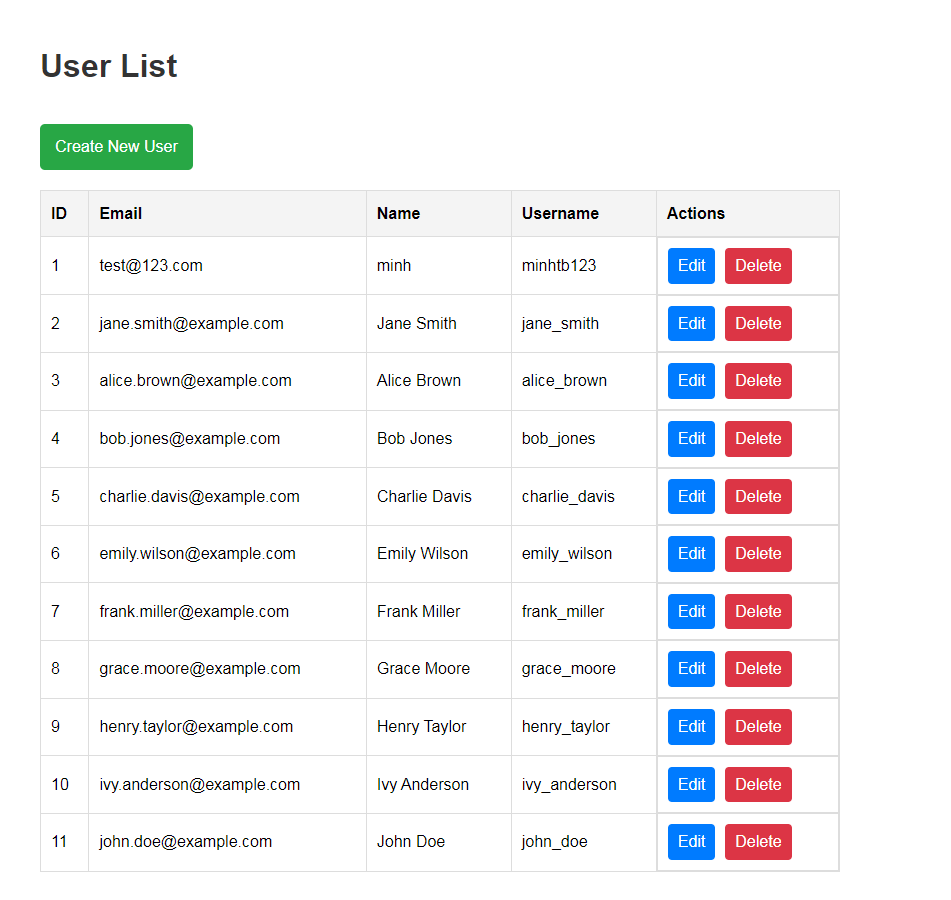 User List
Create New User
ID Email Name Username Actions
1 test@123.com minh minhtb123 Edit Delete
2 jane.smith@example.com Jane Smith jane_smith Edit Delete
3 alice.brown@example.com Alice Brown alice_brown Edit Delete
4 bob.jones@example.com Bob Jones bob_jones Edit Delete
5 charlie.davis@example.com Charlie Davis charlie_davis Edit Delete
6 emily.wilson@example.com Emily Wilson emily_wilson Edit Delete
7 frank.miller@example.com Frank Miller frank_miller Edit Delete
8 grace.moore@example.com Grace Moore grace_moore Edit Delete
9 henry.taylor@example.com Henry Taylor henry_taylor Edit Delete
10 ivy.anderson@example.com Ivy Anderson ivy_anderson Edit Delete
11 john.doe@example.com John Doe john_doe Edit Delete